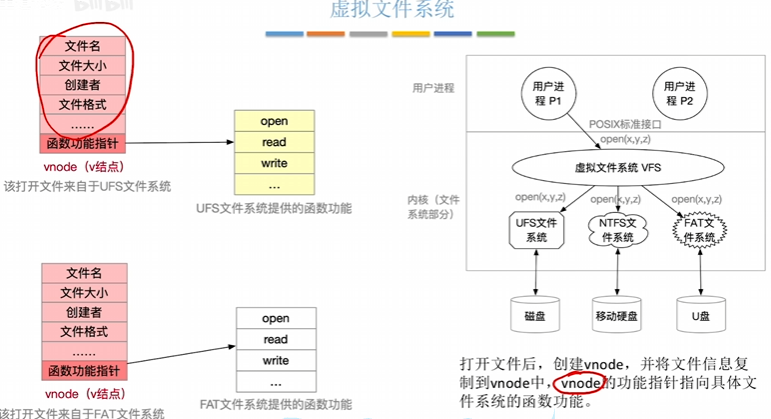 bilibili
虚拟文件系统
文件名
文件大小
创建者
文件格式
......
函数功能指针
vnode（v结点）
该打开文件来自于UFS文件系统
open
read
write
...
UFS文件系统提供的函数功能
文件名
文件大小
创建者
文件格式
......
函数功能指针
vnode（v结点）
该打开文件来自于FAT文件系统
open
read
write
...
FAT文件系统提供的函数功能
用户进程
用户进
程 P1
用户进
程 P2
POSIX标准接口
open(x,y,z)
虚拟文件系统 VFS
内核（文件
系统部分）
open(x,y,z)
open(x,y,z)
open(x,y,z)
UFS文件
系统
NTFS文
件系统
FAT文
件系统
磁盘
移动硬盘
U盘
打开文件后，创建vnode，并将文件信息复
制到vnode中，vnode的功能指针指向具体文
件系统的函数功能。